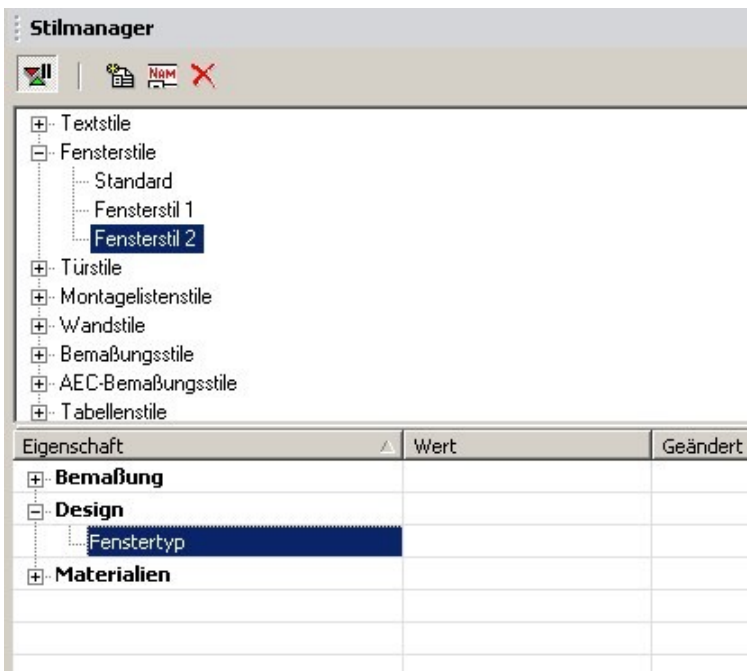 Stilmanager
NAM
Textstile
Fensterstile
Standard
Fensterstil 1
Fensterstil 2
Türstile
Montagelistenstile
Wandstile
Bemaßungsstile
AEC-Bemaßungsstile
Tabellenstile
Eigenschaft Wert Geändert
Bemaßung
Design
Fenstertyp
Materialien